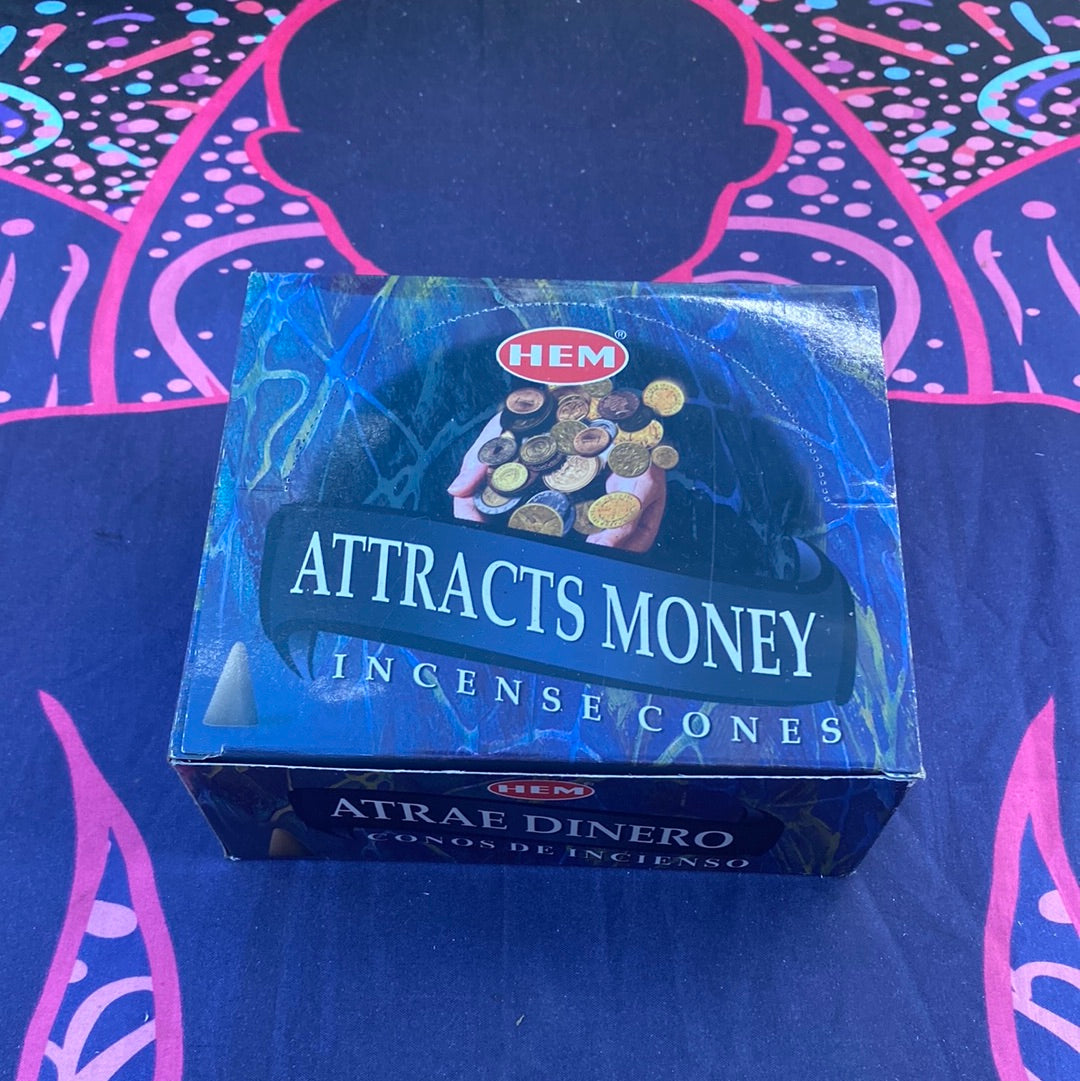 HEM®
ATTRACTS MONEY
INCENSE CONES
HEM
ATRAE DINERO
CONOS DE INCIENSO